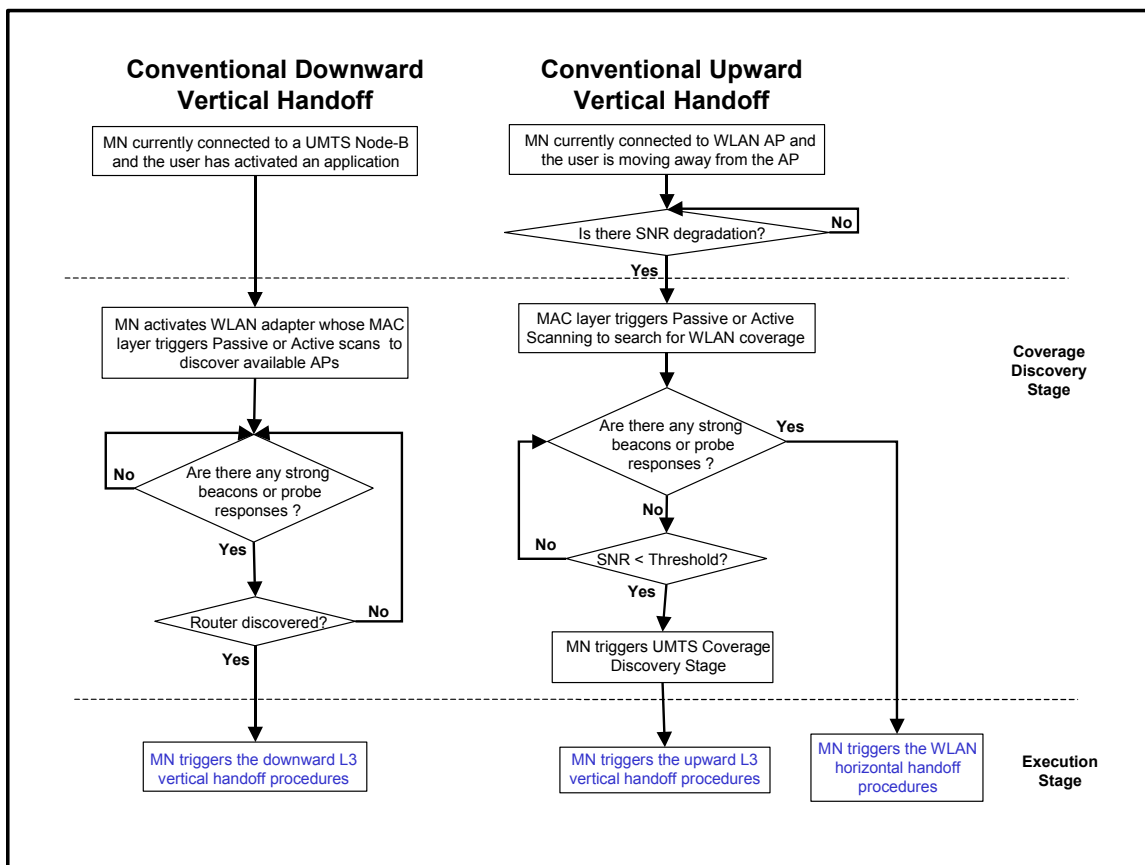 Conventional Downward
Vertical Handoff
MN currently connected to a UMTS Node-B
and the user has activated an application
MN activates WLAN adapter whose MAC
layer triggers Passive or Active scans to
discover available APs
No
Are there any strong
beacons or probe
responses ?
Yes
Router discovered?
No
Yes
MN triggers the downward L3
vertical handoff procedures
Conventional Upward
Vertical Handoff
MN currently connected to WLAN AP and
the user is moving away from the AP
Is there SNR degradation?
No
Yes
MAC layer triggers Passive or Active
Scanning to search for WLAN coverage
Are there any strong
beacons or probe
responses ?
Yes
No
SNR < Threshold?
No
Yes
MN triggers UMTS Coverage
Discovery Stage
MN triggers the upward L3
vertical handoff procedures
MN triggers the WLAN
horizontal handoff
procedures
Coverage
Discovery
Stage
Execution
Stage